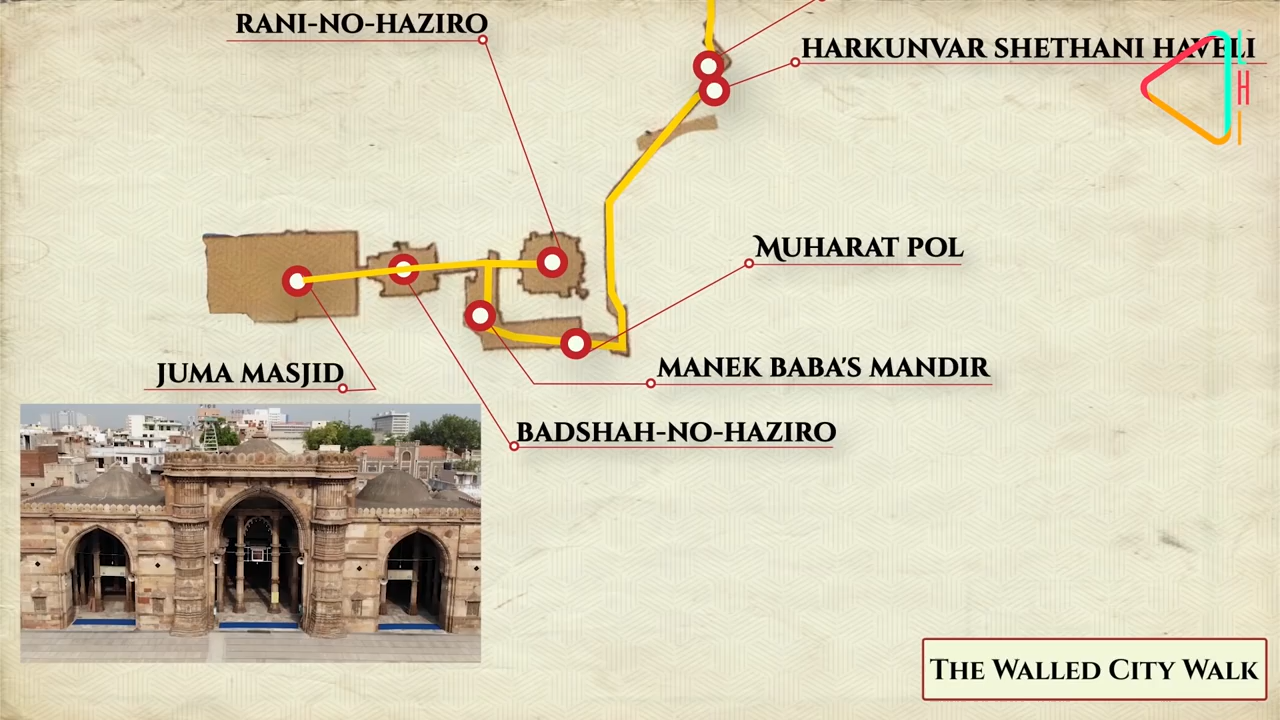 RANI-NO-HAZIRO
HARKUNVAR SHETHANI HAVELI
MUHARAT POL
JUMA MASJID
MANEK BABA'S MANDIR
BADSHAH-NO-HAZIRO
THE WALLED CITY WALK